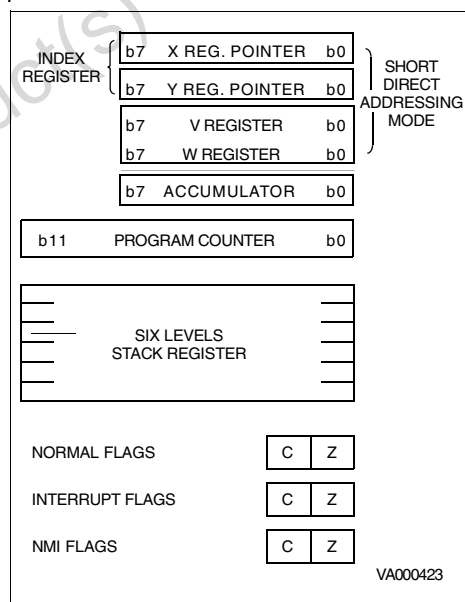 INDEX
REGISTER
b7 X REG. POINTER b0
b7 Y REG. POINTER b0
b7 V REGISTER b0
b7 W REGISTER b0
SHORT
DIRECT
ADDRESSING
MODE
b7 ACCUMULATOR b0
b11 PROGRAM COUNTER b0
SIX LEVELS
STACK REGISTER
NORMAL FLAGS C Z
INTERRUPT FLAGS C Z
NMI FLAGS C Z
VA000423